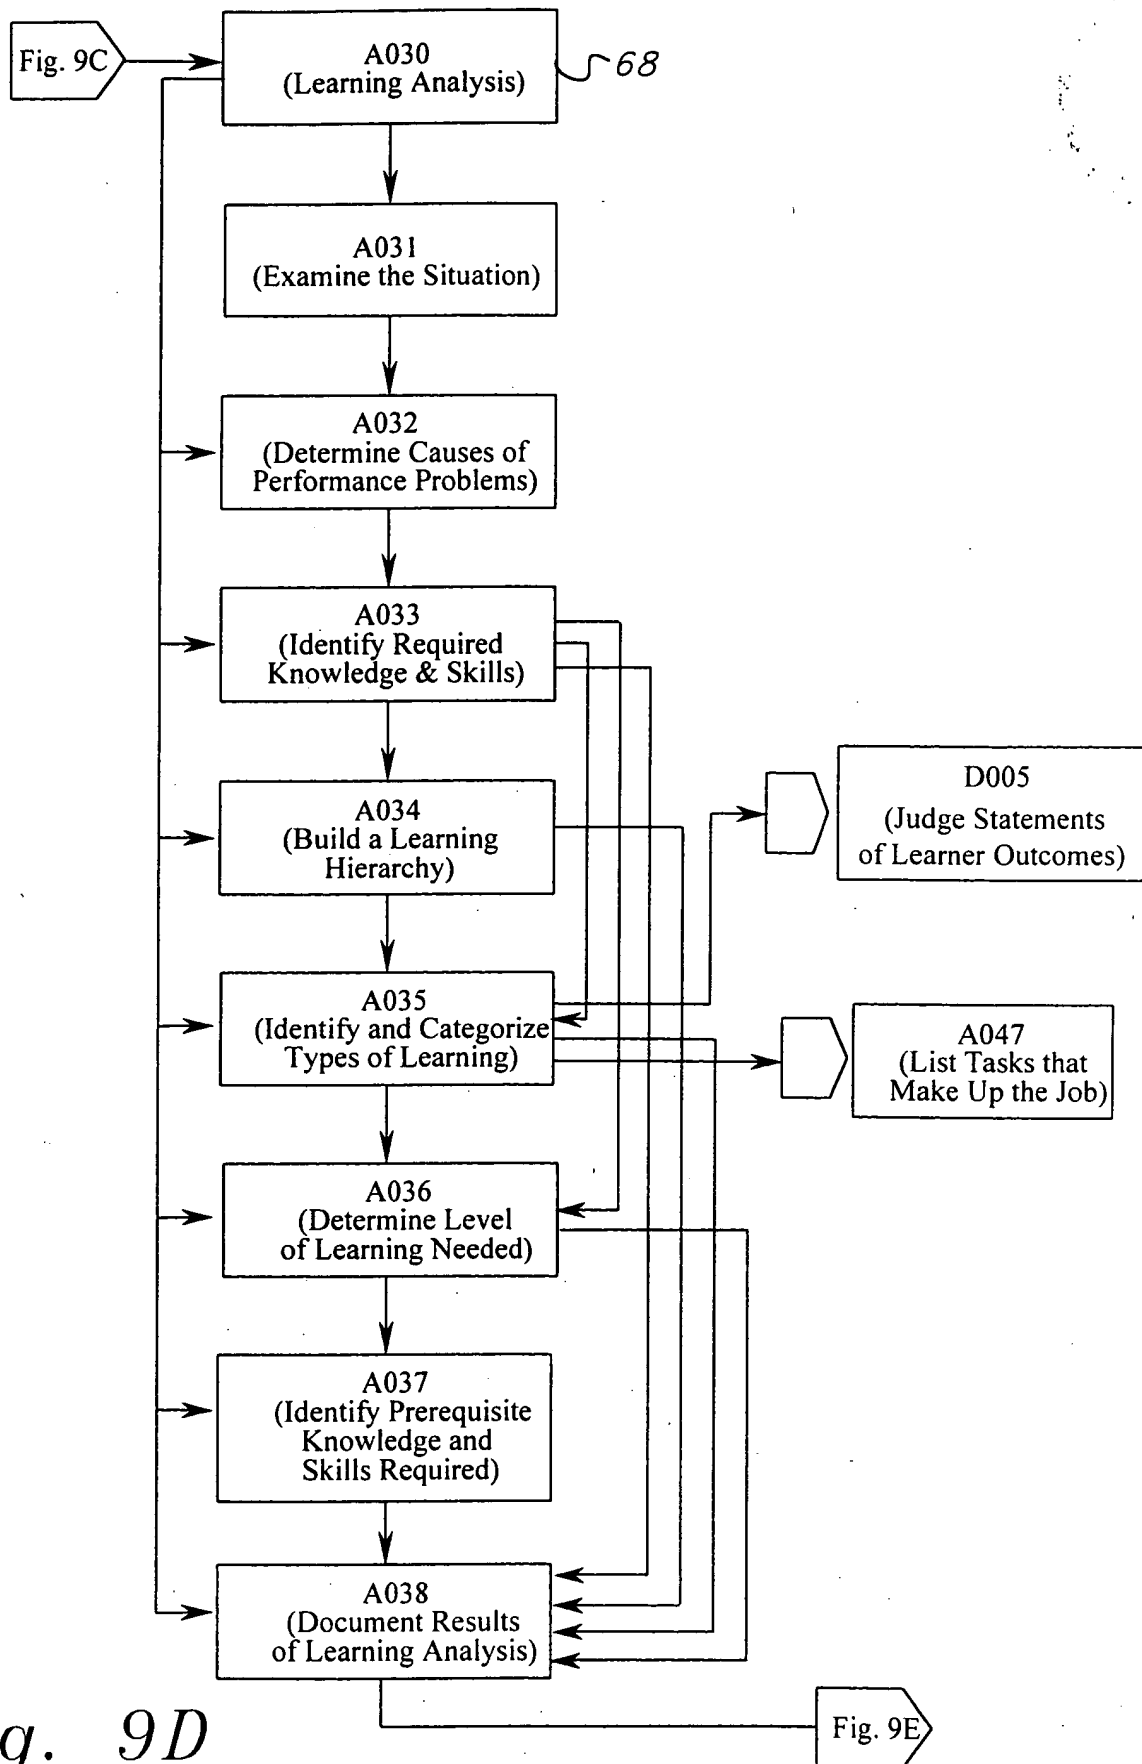 Fig. 9C
A030
(Learning Analysis)
68
A031
(Examine the Situation)
A032
(Determine Causes of
Performance Problems)
A033
(Identify Required
Knowledge & Skills)
A034
(Build a Learning
Hierarchy)
D005
(Judge Statements
of Learner Outcomes)
A035
(Identify and Categorize
Types of Learning)
A047
(List Tasks that
Make Up the Job)
A036
(Determine Level
of Learning Needed)
A037
(Identify Prerequisite
Knowledge and
Skills Required)
A038
(Document Results
of Learning Analysis)
Fig. 9E
g. 9D